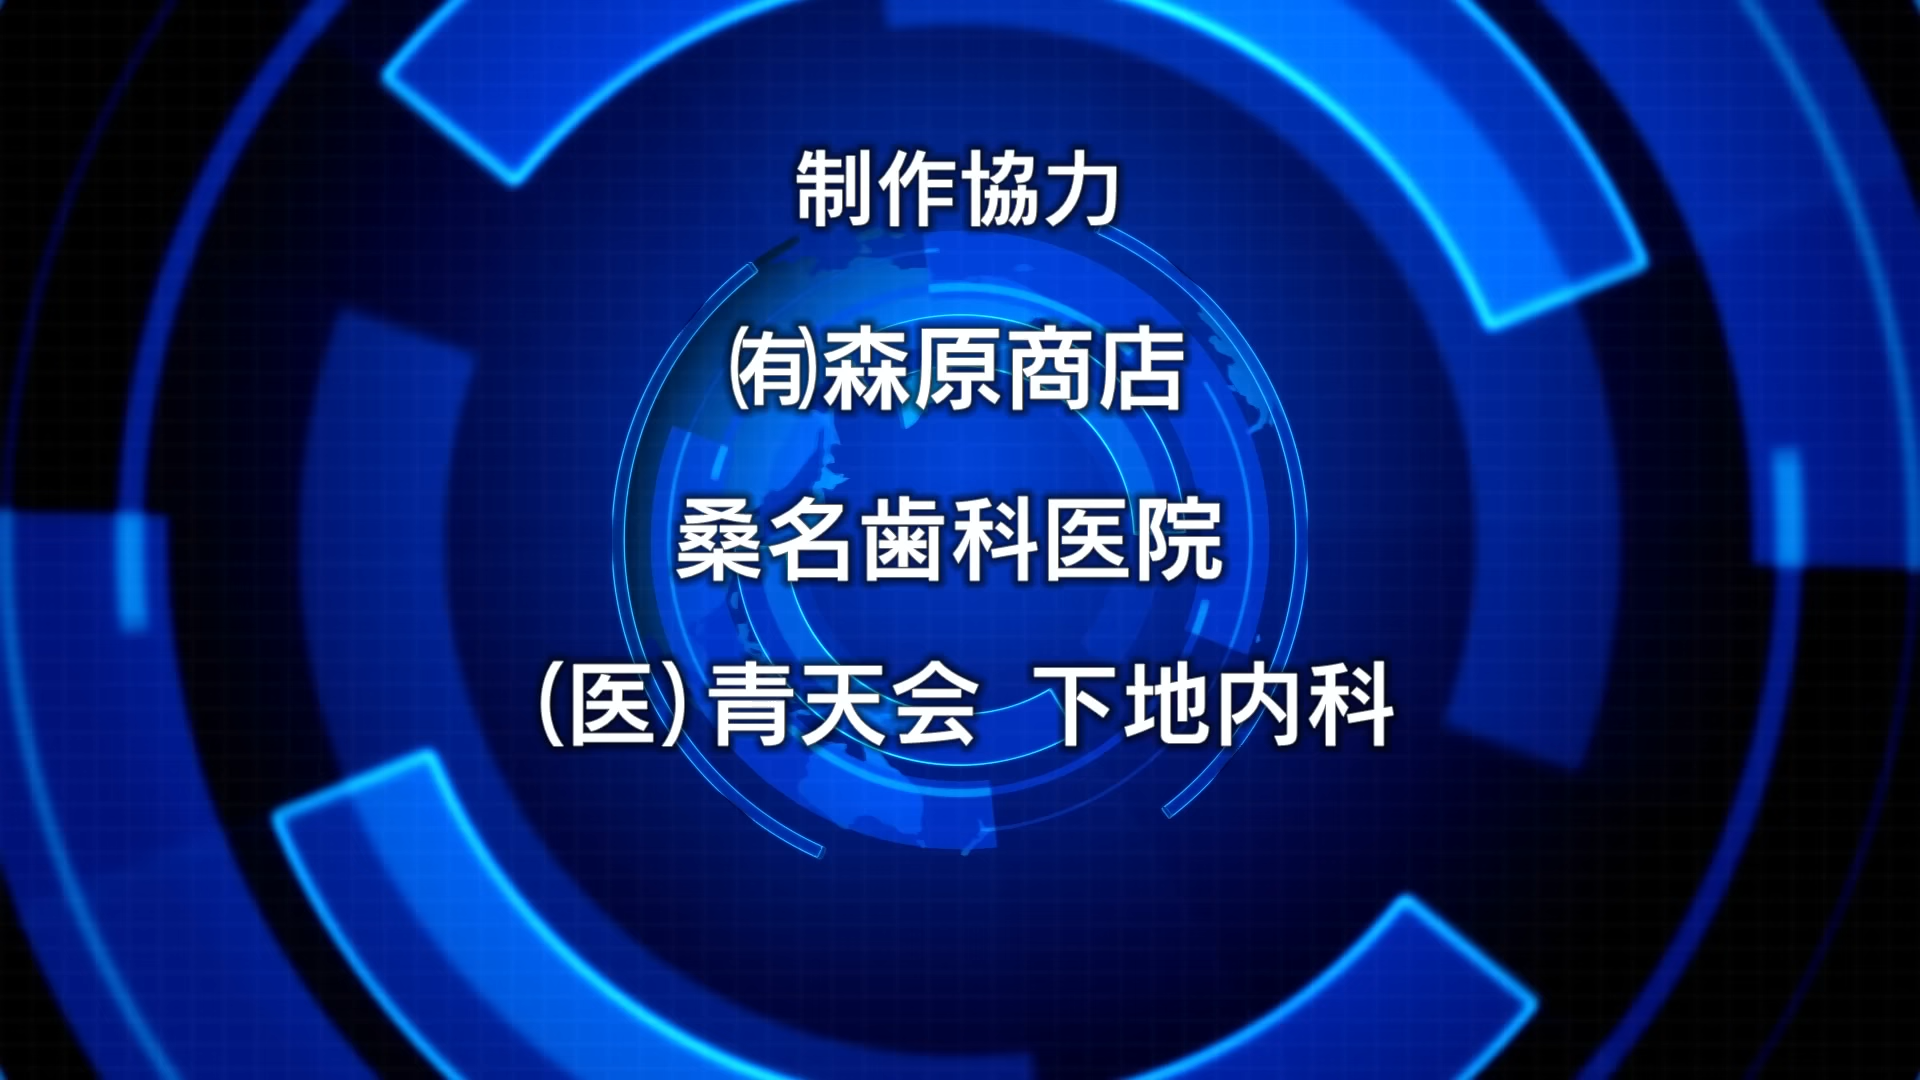 制作協力
㈲森原商店
桑名歯科医院
(医)青天会 下地内科